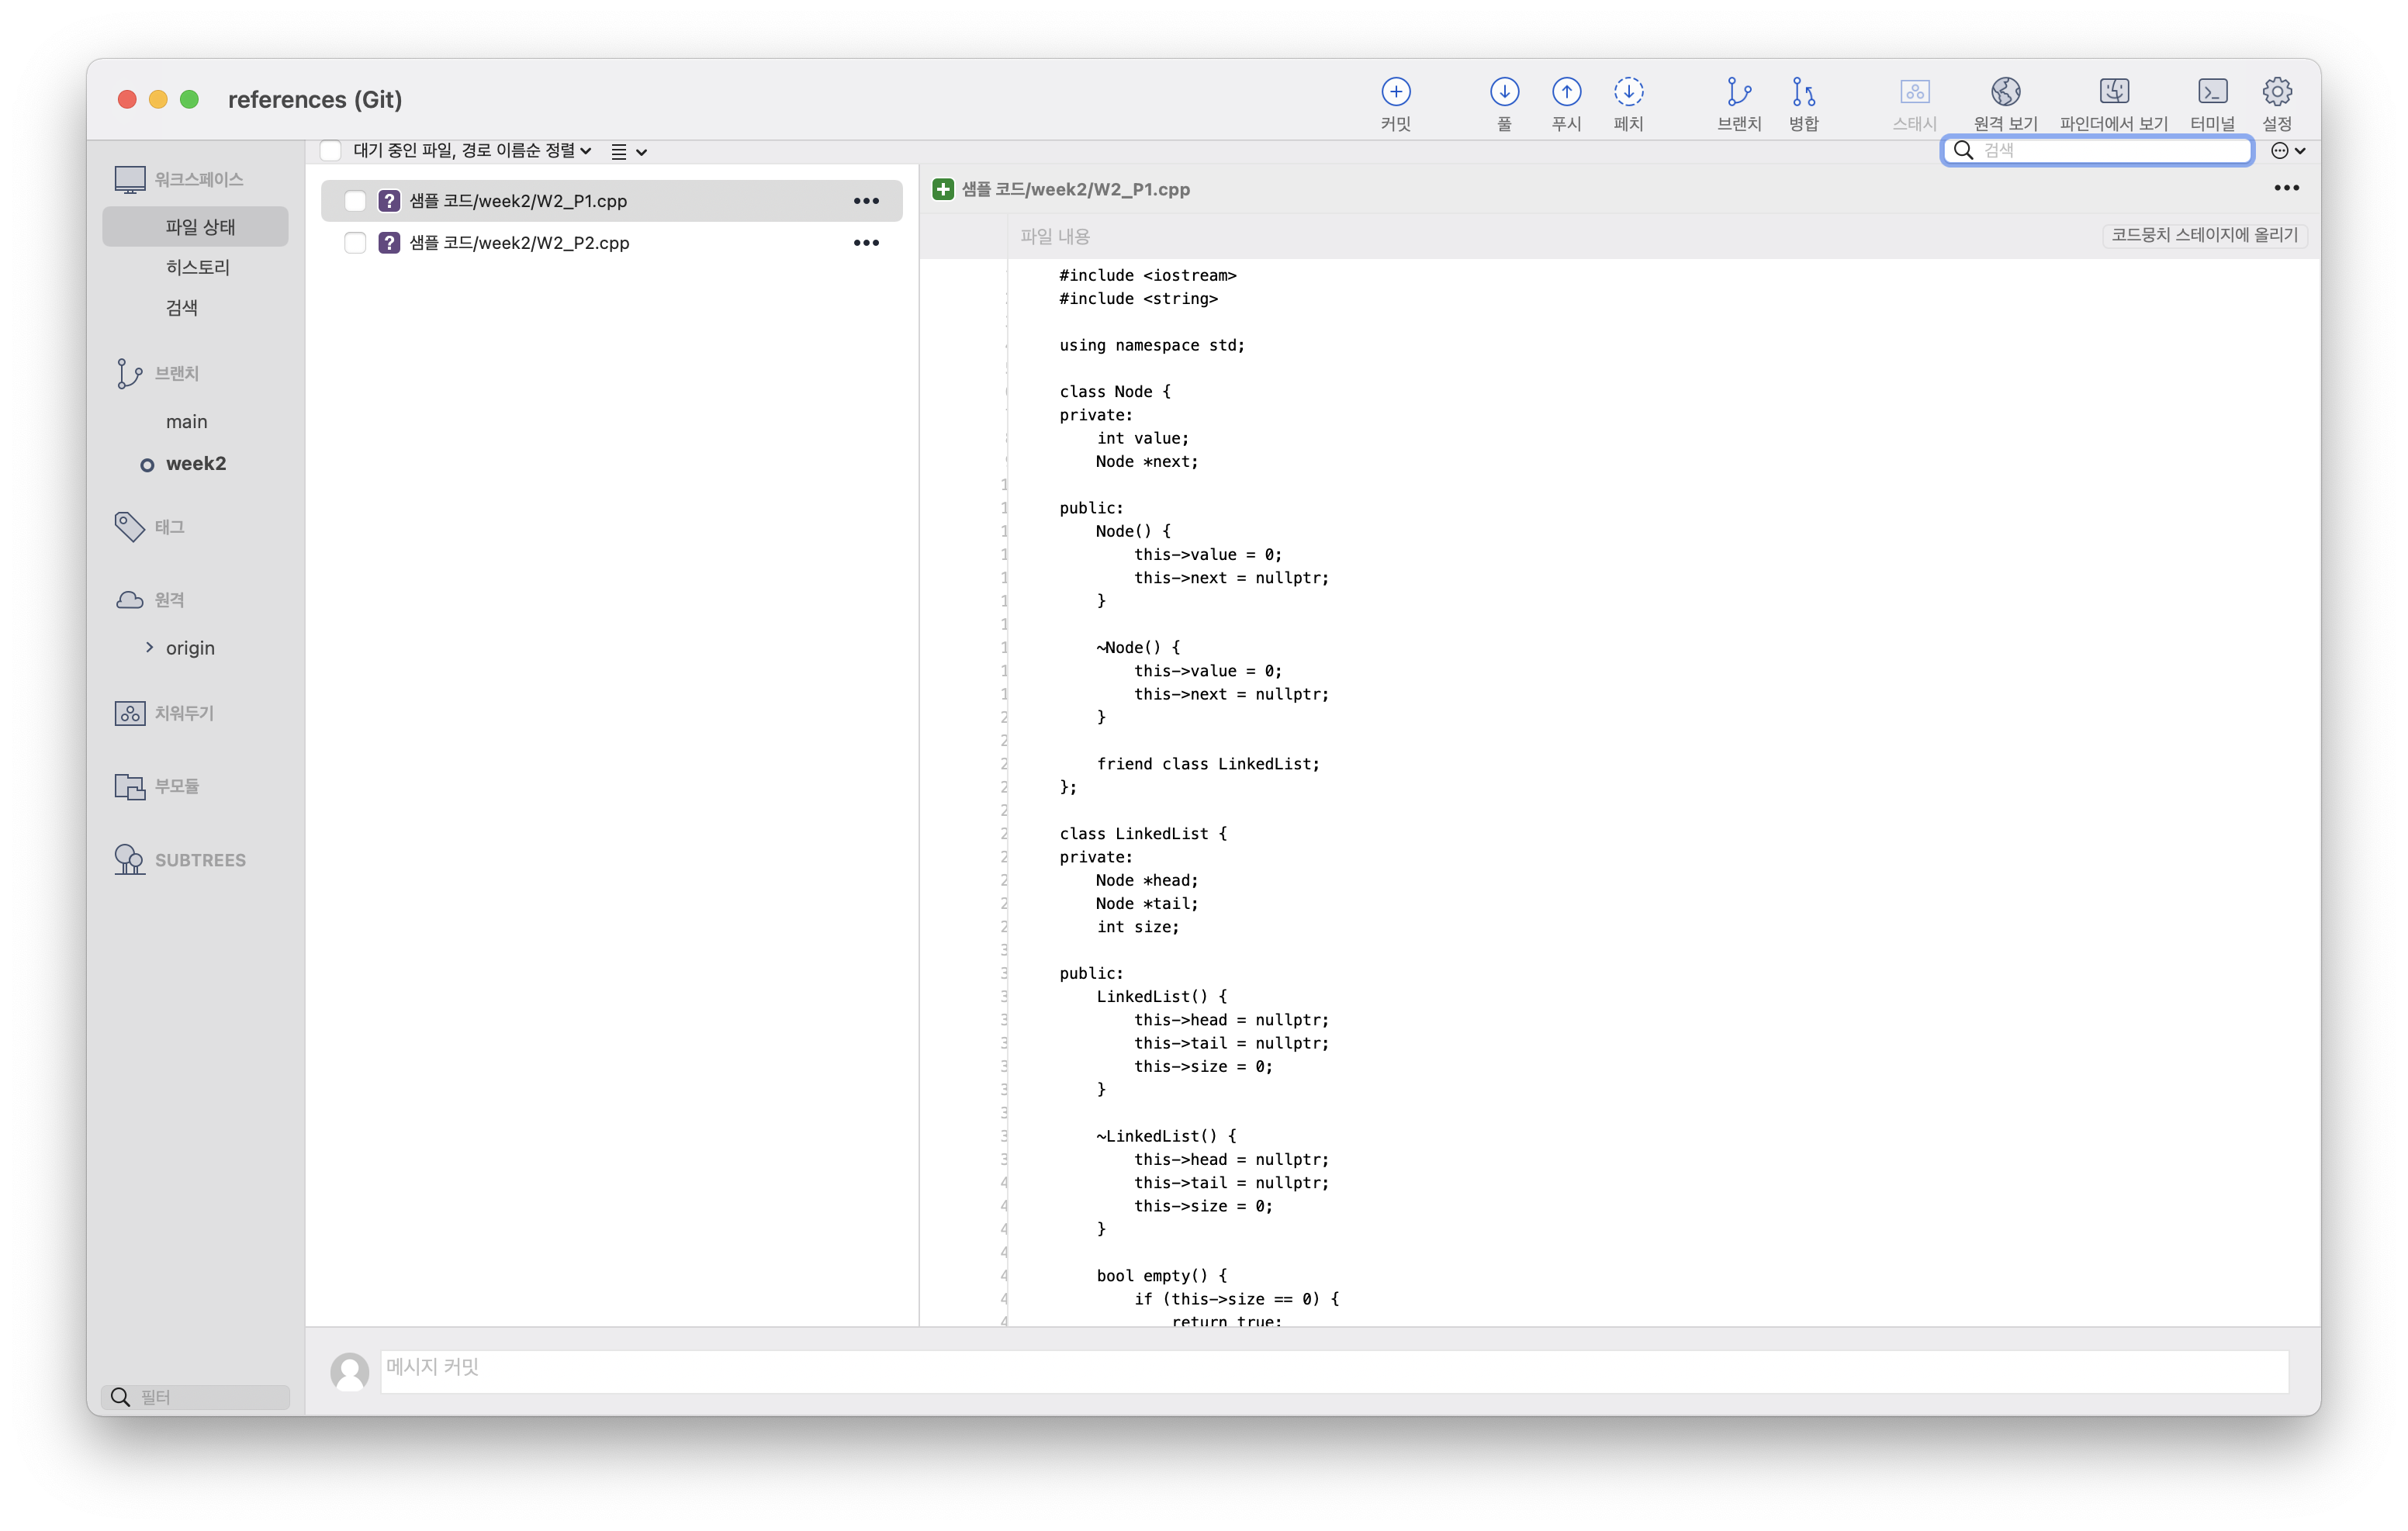 references (Git)
커밋
풀
푸시
페치
브랜치
병합
스태시
원격 보기
파인더에서 보기
터미널
설정
워크스페이스
파일 상태
히스토리
검색
브랜치
main
week2
태그
원격
origin
치워두기
부모듈
SUBTREES
필터
대기 중인 파일, 경로 이름순 정렬
검색
샘플 코드/week2/W2_P1.cpp
샘플 코드/week2/W2_P2.cpp
샘플 코드/week2/W2_P1.cpp
파일 내용
코드뭉치 스테이지에 올리기
#include <iostream>
#include <string>
using namespace std;
class Node {
private:
    int value;
    Node *next;
public:
    Node() {
        this->value = 0;
        this->next = nullptr;
    }
    ~Node() {
        this->value = 0;
        this->next = nullptr;
    }
    friend class LinkedList;
};
class LinkedList {
private:
    Node *head;
    Node *tail;
    int size;
public:
    LinkedList() {
        this->head = nullptr;
        this->tail = nullptr;
        this->size = 0;
    }
    ~LinkedList() {
        this->head = nullptr;
        this->tail = nullptr;
        this->size = 0;
    }
    bool empty() {
        if (this->size == 0) {
            return true;
메시지 커밋